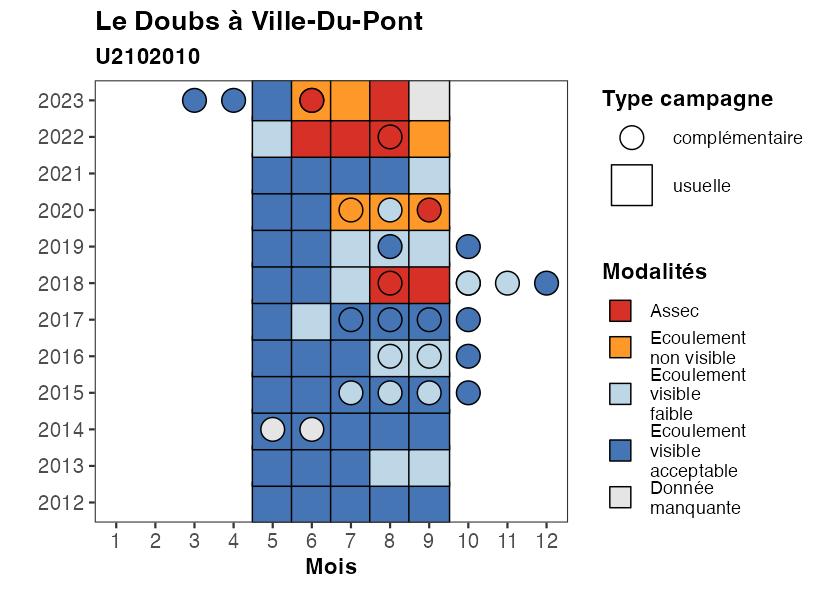 Le Doubs à Ville-Du-Pont
U2102010
2023
2022
2021
2020
2019
2018
2017
2016
2015
2014
2013
2012
1 2 3 4 5 6 7 8 9 10 11 12
Mois
Type campagne
complémentaire
usuelle
Modalités
Assec
Ecoulement
non visible
Ecoulement
visible
faible
Ecoulement
visible
acceptable
Donnée
manquante